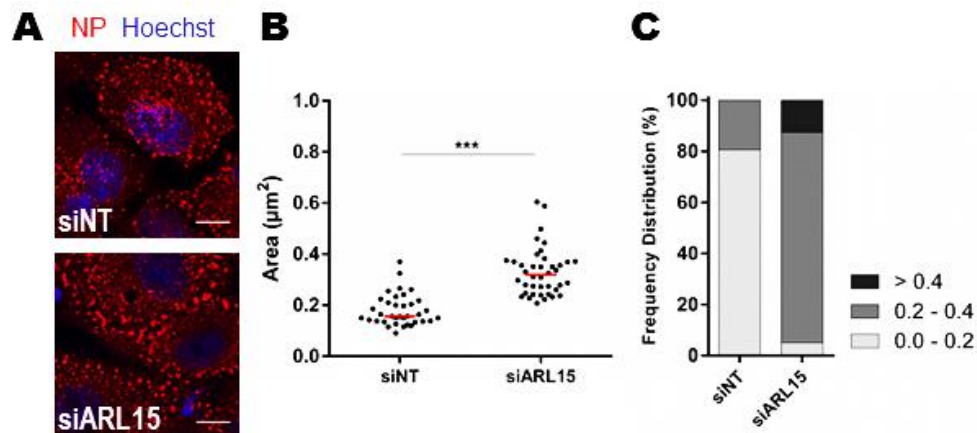 A NP Hoechst
siNT
siARL15
B
1.0
0.8
0.6
0.4
0.2
0.0
Area (µm²)
***
siNT siARL15
C
100
80
60
40
20
0
Frequency Distribution (%)
siNT
siARL15
> 0.4
0.2 - 0.4
0.0 - 0.2